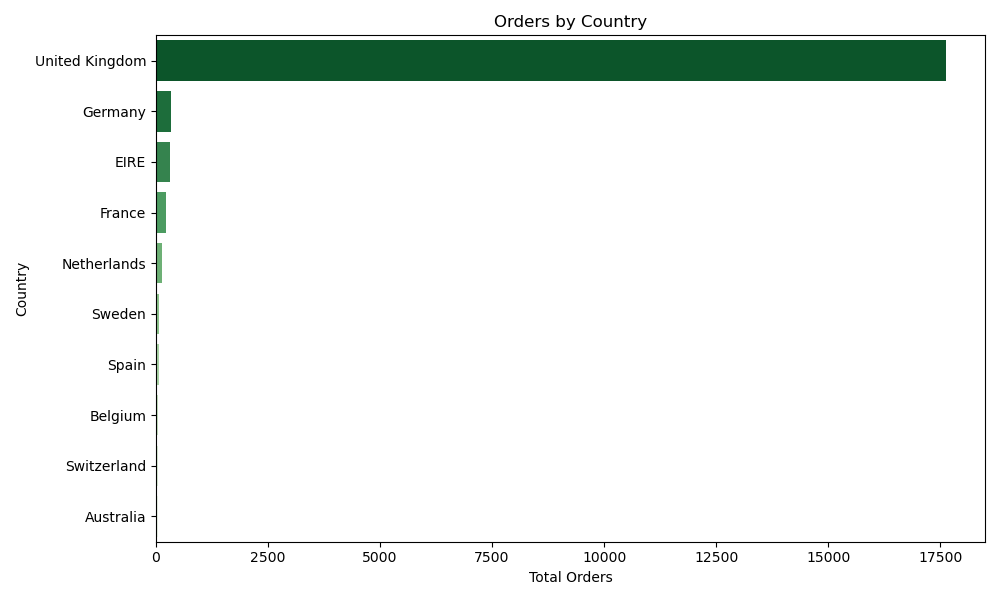 Orders by Country
United Kingdom
Germany
EIRE
France
Netherlands
Sweden
Spain
Belgium
Switzerland
Australia
Country
0 2500 5000 7500 10000 12500 15000 17500
Total Orders